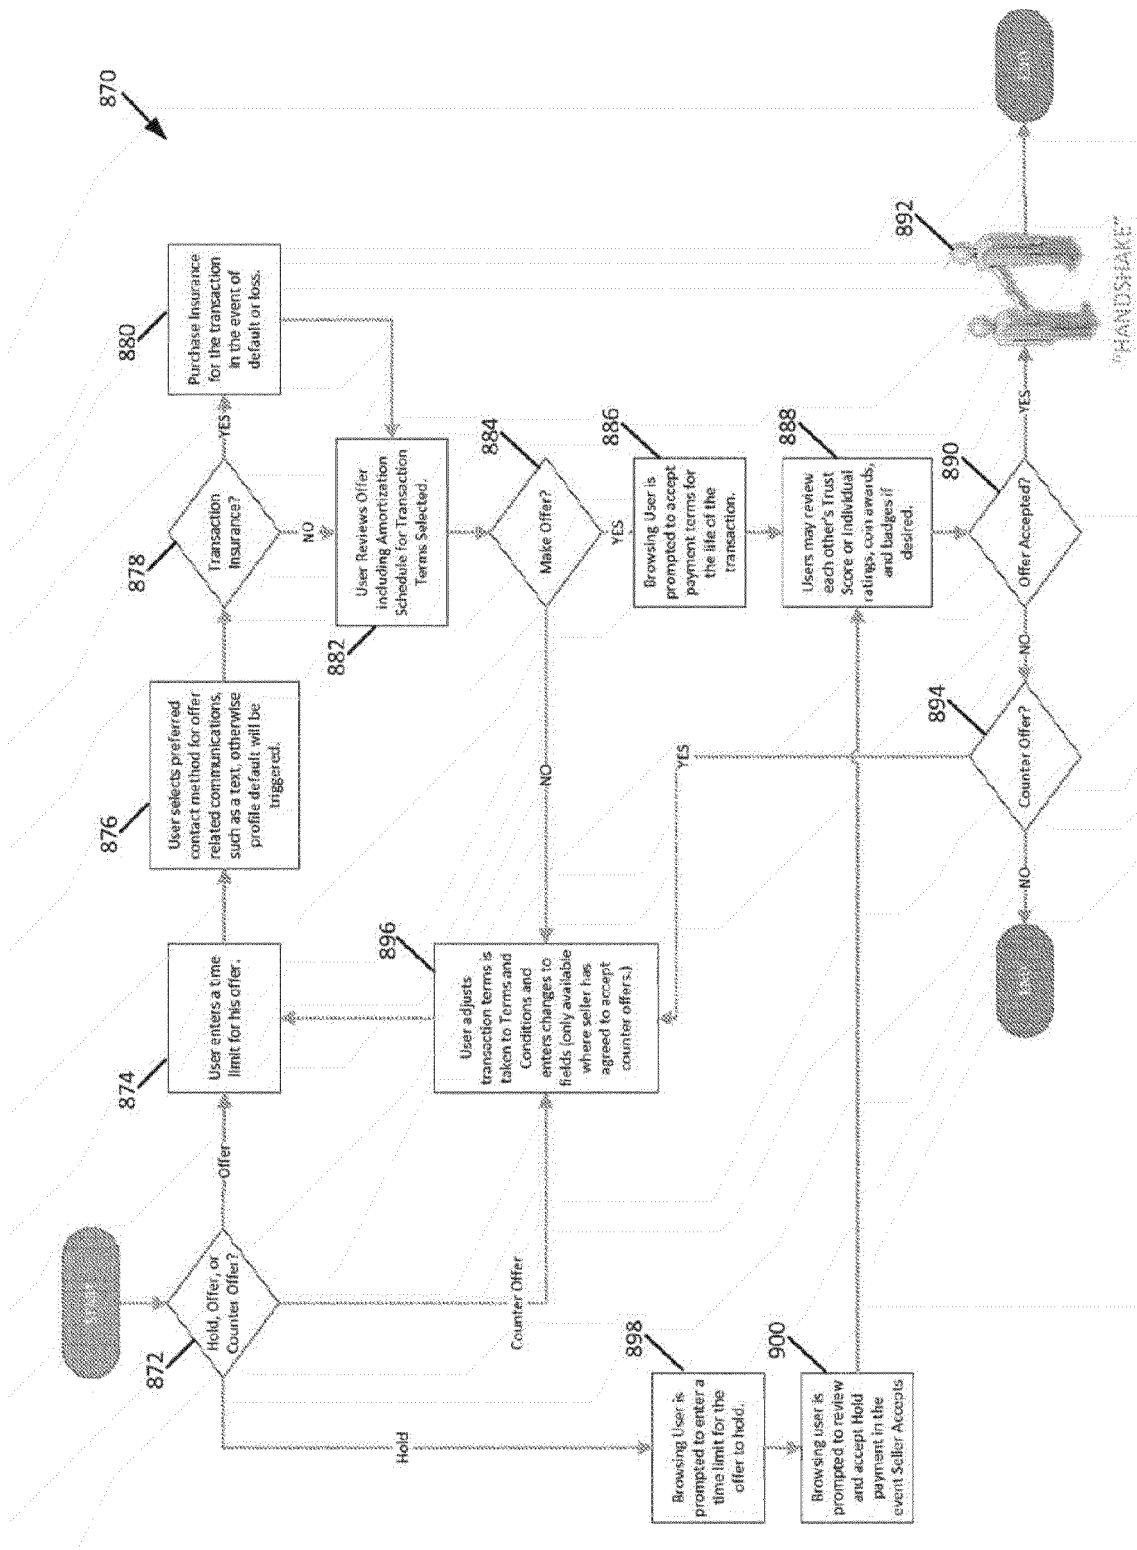 870
START
872
Hold, Offer, or
Counter Offer?
Offer
874
User enters a time
limit for his offer.
876
User selects preferred
contact method for offer
related communications,
such as a text, otherwise
profile default will be
triggered.
878
Transaction
Insurance?
YES
880
Purchase Insurance
for the transaction
in the event of
default or loss.
NO
882
User Reviews Offer
including Amortization
Schedule for Transaction
Terms Selected.
884
Make Offer?
NO
YES
886
Browsing User is
prompted to accept
payment terms for
the life of the
transaction.
888
Users may review
each other's Trust
Score or Individual
ratings, coin awards,
and badges if
desired.
890
Offer Accepted?
YES
892
"HANDSHAKE"
END
NO
894
Counter Offer?
YES
NO
END
896
User adjusts
transaction terms is
taken to Terms and
Conditions and
enters changes to
fields (only available
where seller has
agreed to accept
counter offers.)
Counter Offer
Hold
898
Browsing User is
prompted to enter a
time limit for the
offer to hold.
900
Browsing user is
prompted to review
and accept Hold
payment in the
event Seller Accepts